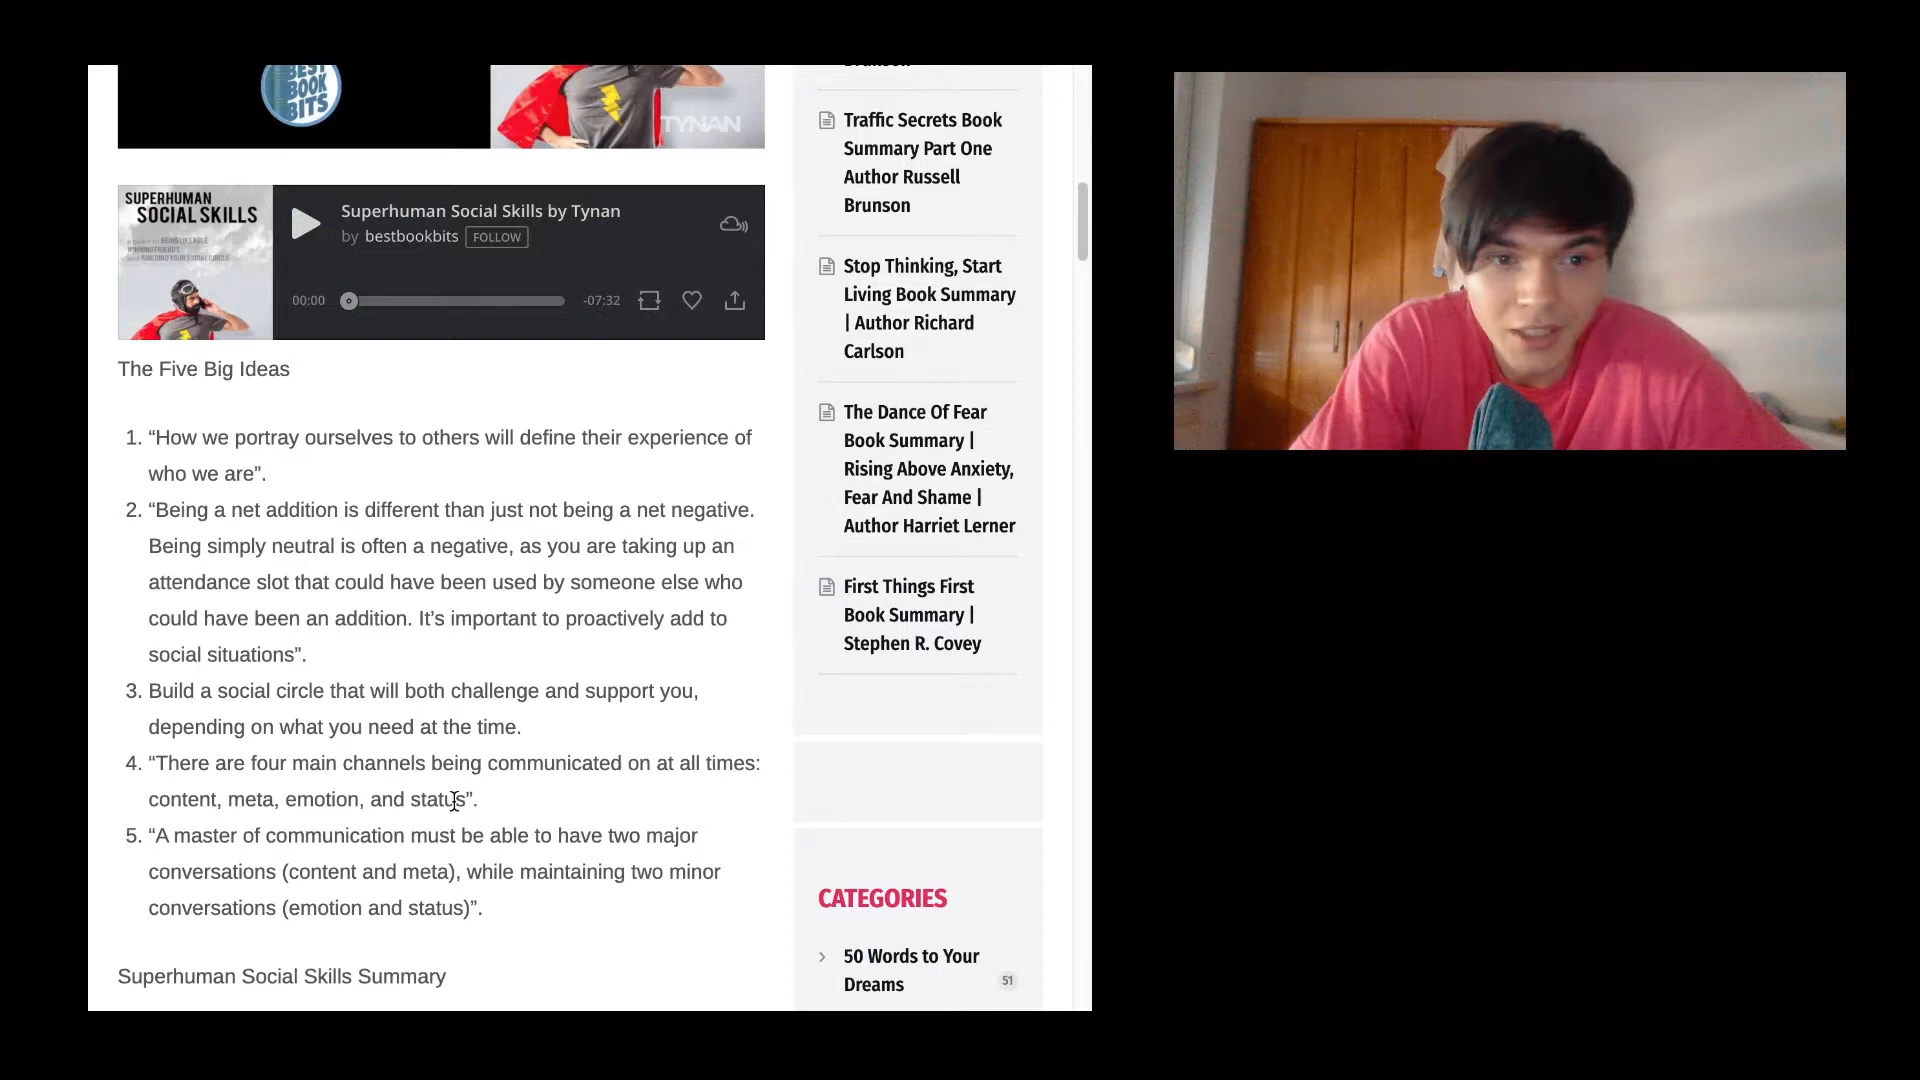 BEST
BOOK
BITS
TYNAN
SUPERHUMAN
SOCIAL SKILLS
Superhuman Social Skills by Tynan
by bestbookbits FOLLOW
00:00
-07:32
The Five Big Ideas
1. “How we portray ourselves to others will define their experience of
who we are”.
2. “Being a net addition is different than just not being a net negative.
Being simply neutral is often a negative, as you are taking up an
attendance slot that could have been used by someone else who
could have been an addition. It’s important to proactively add to
social situations”.
3. Build a social circle that will both challenge and support you,
depending on what you need at the time.
4. “There are four main channels being communicated on at all times:
content, meta, emotion, and status”.
5. “A master of communication must be able to have two major
conversations (content and meta), while maintaining two minor
conversations (emotion and status)”.
Superhuman Social Skills Summary
Brunson
Traffic Secrets Book
Summary Part One
Author Russell
Brunson
Stop Thinking, Start
Living Book Summary
| Author Richard
Carlson
The Dance Of Fear
Book Summary |
Rising Above Anxiety,
Fear And Shame |
Author Harriet Lerner
First Things First
Book Summary |
Stephen R. Covey
CATEGORIES
50 Words to Your
Dreams
51